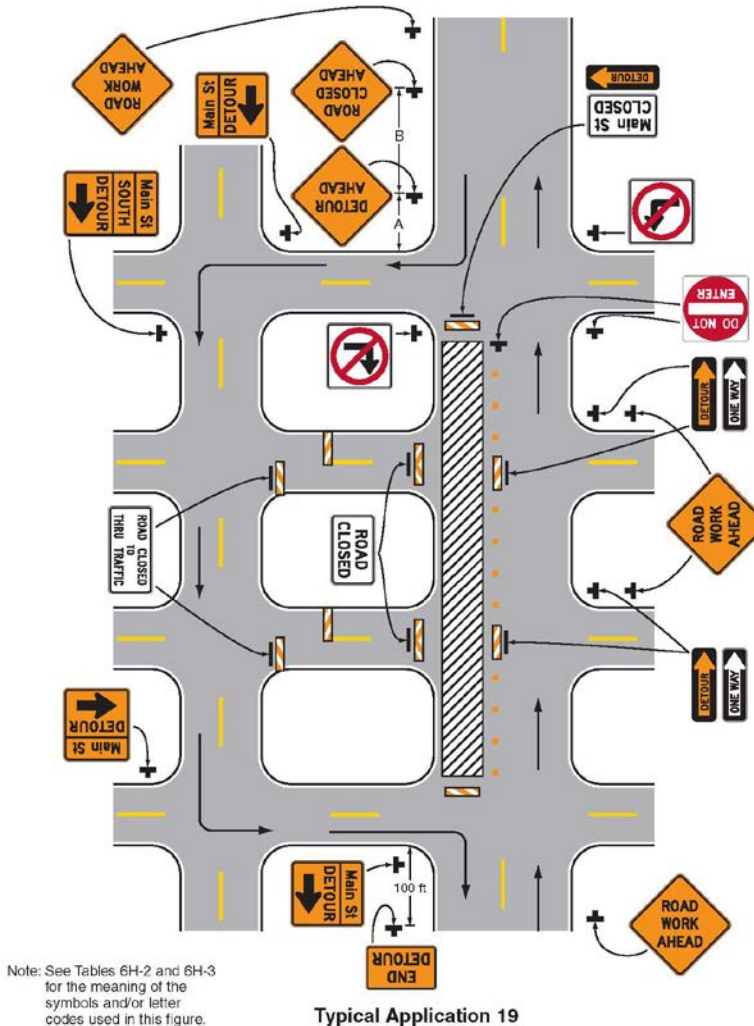 ROAD
WORK
AHEAD
Main St
DETOUR
ROAD
CLOSED
AHEAD
DETOUR
Main St
CLOSED
B
Main St
SOUTH
DETOUR
DETOUR
AHEAD
A
DO NOT
ENTER
DETOUR
ONE WAY
ROAD
WORK
AHEAD
ROAD CLOSED
TO
THRU TRAFFIC
ROAD
CLOSED
DETOUR
ONE WAY
Main St
DETOUR
Main St
DETOUR
100 ft
END
DETOUR
ROAD
WORK
AHEAD
Note: See Tables 6H-2 and 6H-3
for the meaning of the
symbols and/or letter
codes used in this figure.
Typical Application 19